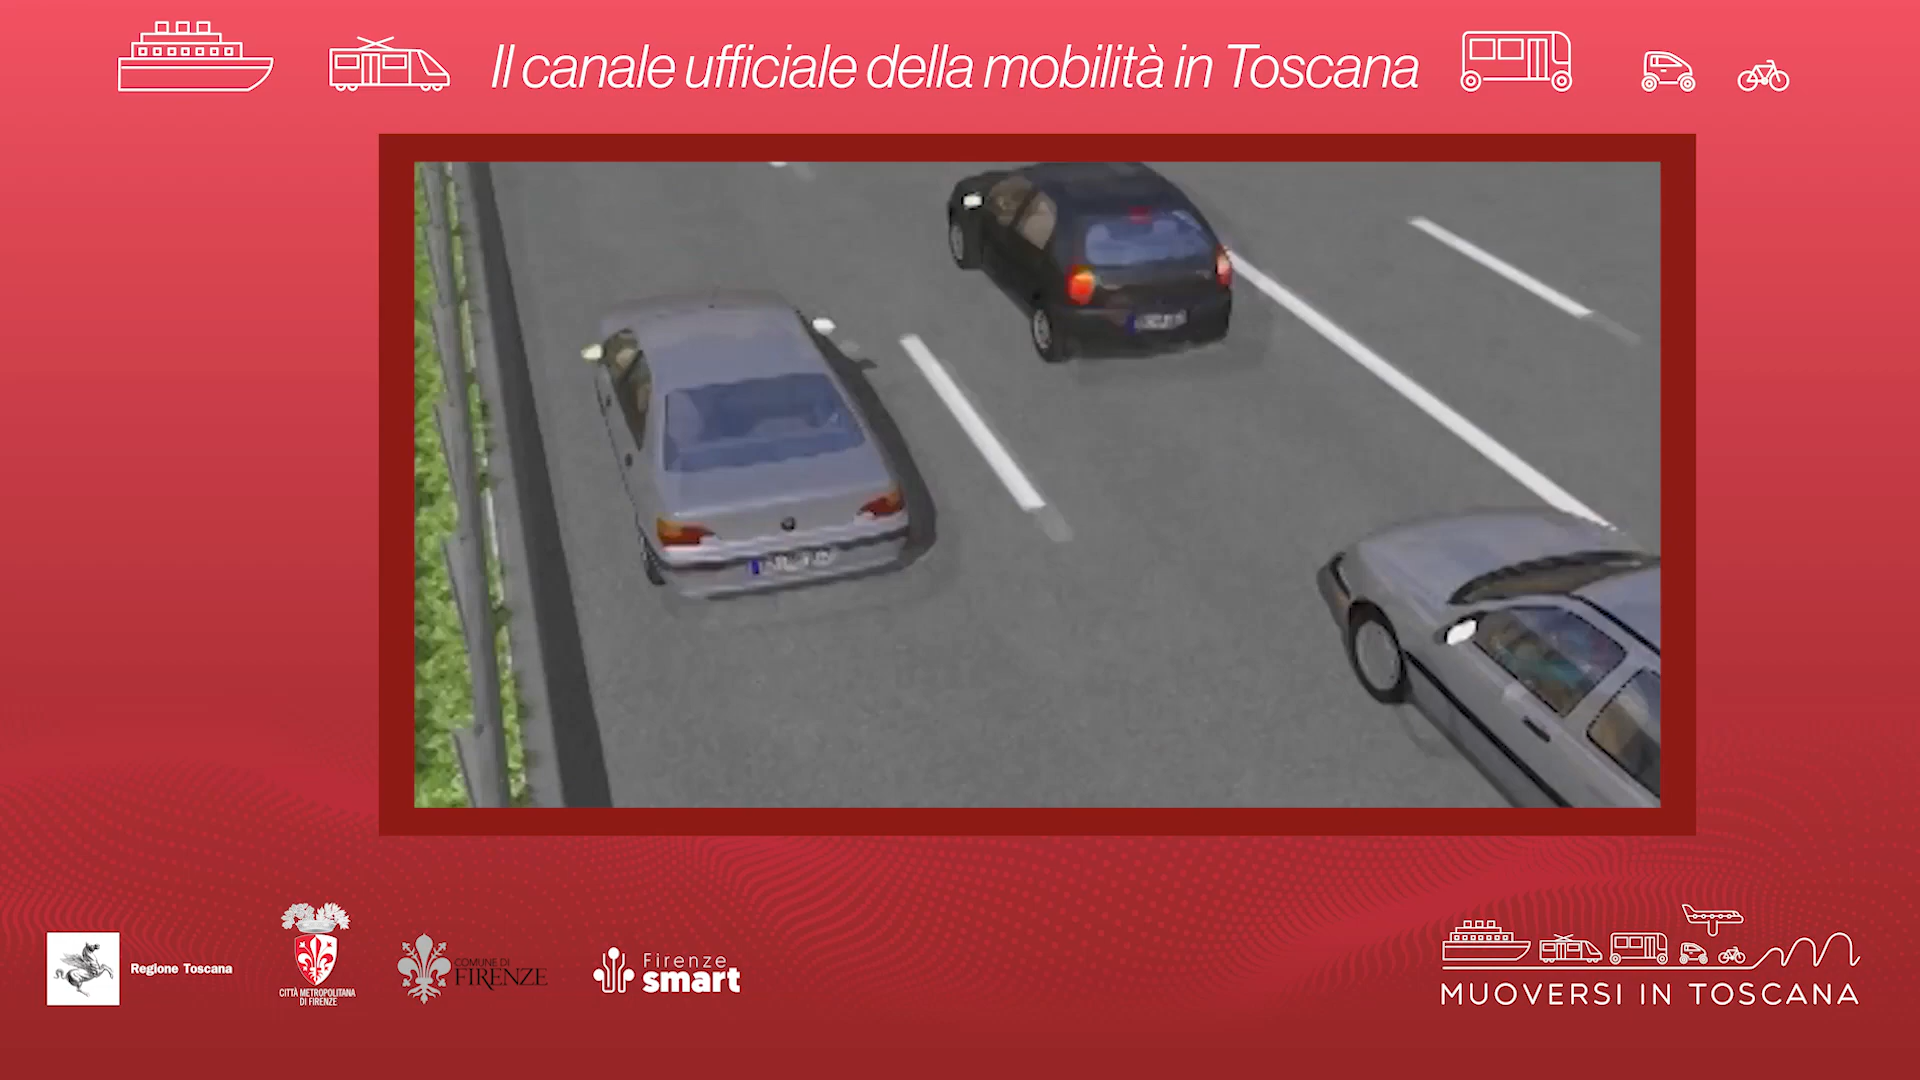 Il canale ufficiale della mobilità in Toscana
Regione Toscana
CITTÀ METROPOLITANA
DI FIRENZE
COMUNE DI
FIRENZE
Firenze
smart
MUOVERSI IN TOSCANA